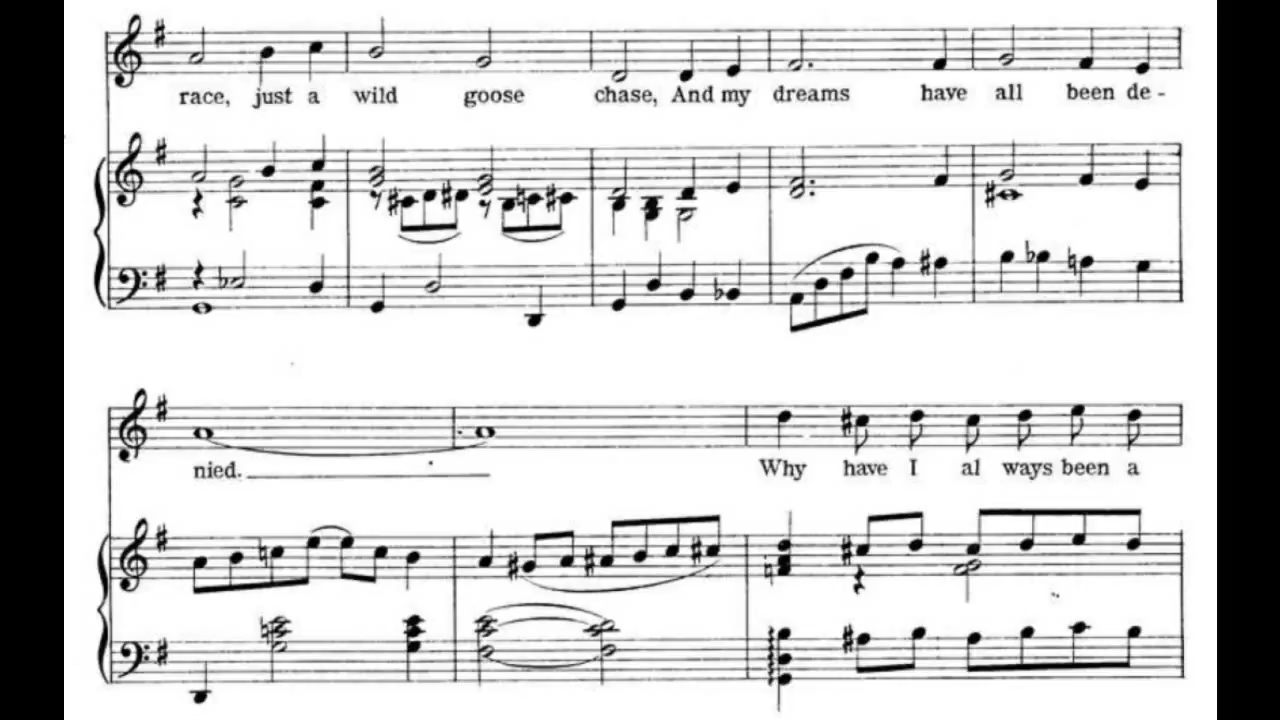 race, just a wild goose chase, And my dreams have all been de -
nied. Why have I al ways been a